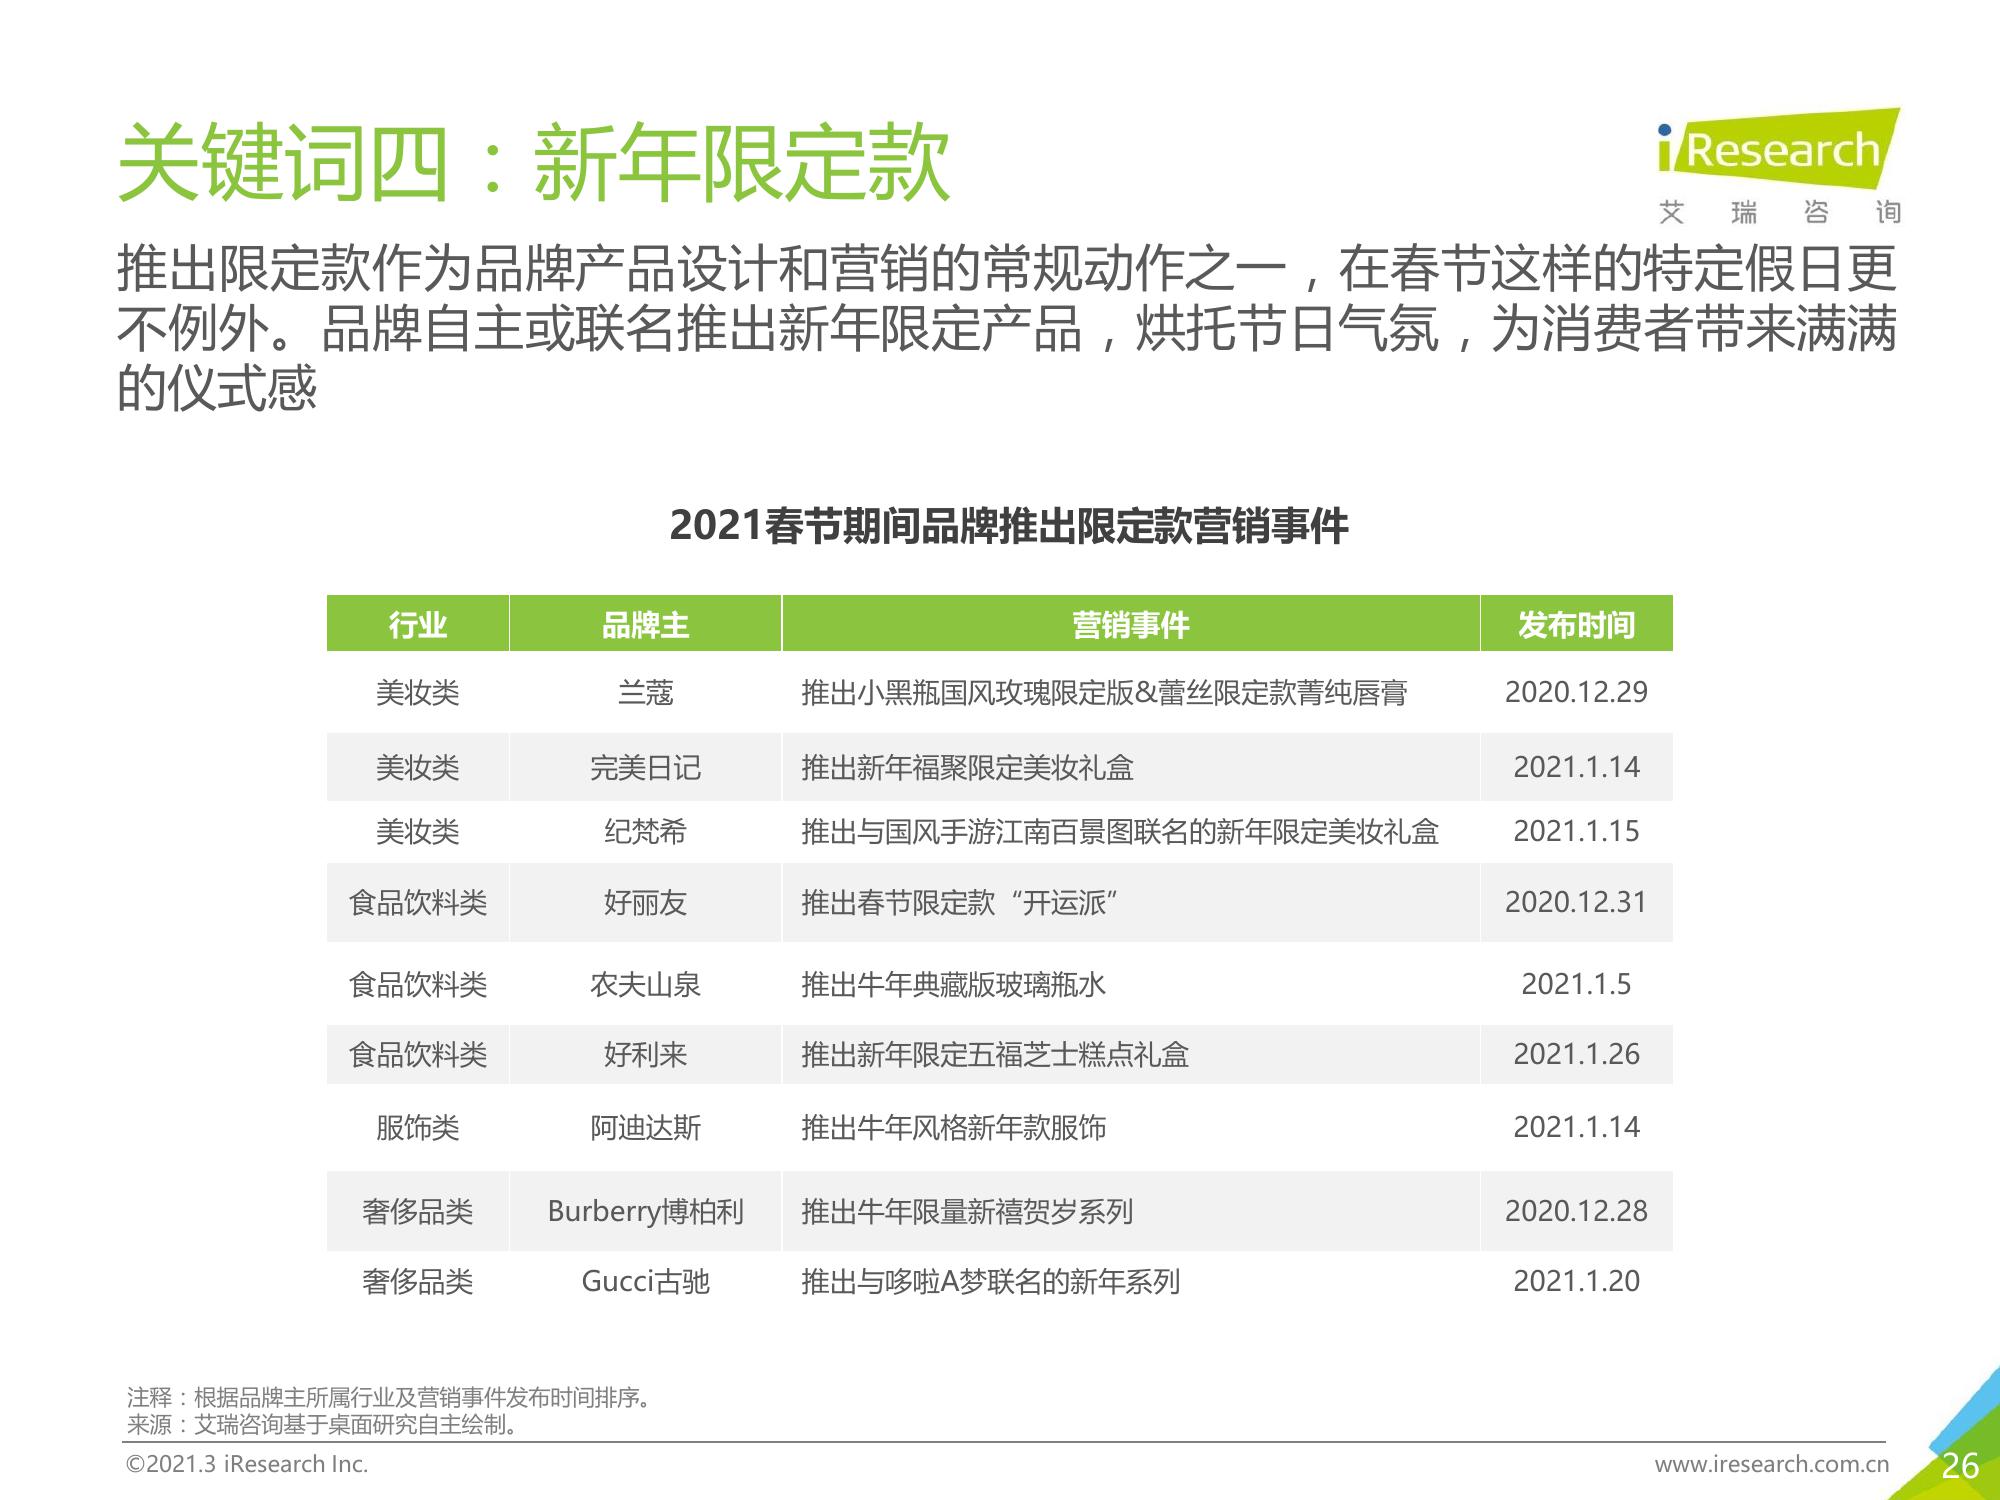 关键词四：新年限定款
iResearch
艾瑞咨询
推出限定款作为品牌产品设计和营销的常规动作之一，在春节这样的特定假日更
不例外。品牌自主或联名推出新年限定产品，烘托节日气氛，为消费者带来满满
的仪式感
2021春节期间品牌推出限定款营销事件
行业 品牌主 营销事件 发布时间
美妆类 兰蔻 推出小黑瓶国风玫瑰限定版&蕾丝限定款菁纯唇膏 2020.12.29
美妆类 完美日记 推出新年福聚限定美妆礼盒 2021.1.14
美妆类 纪梵希 推出与国风手游江南百景图联名的新年限定美妆礼盒 2021.1.15
食品饮料类 好丽友 推出春节限定款“开运派” 2020.12.31
食品饮料类 农夫山泉 推出牛年典藏版玻璃瓶水 2021.1.5
食品饮料类 好利来 推出新年限定五福芝士糕点礼盒 2021.1.26
服饰类 阿迪达斯 推出牛年风格新年款服饰 2021.1.14
奢侈品类 Burberry博柏利 推出牛年限量新禧贺岁系列 2020.12.28
奢侈品类 Gucci古驰 推出与哆啦A梦联名的新年系列 2021.1.20
注释：根据品牌主所属行业及营销事件发布时间排序。
来源：艾瑞咨询基于桌面研究自主绘制。
©2021.3 iResearch Inc.
www.iresearch.com.cn
26